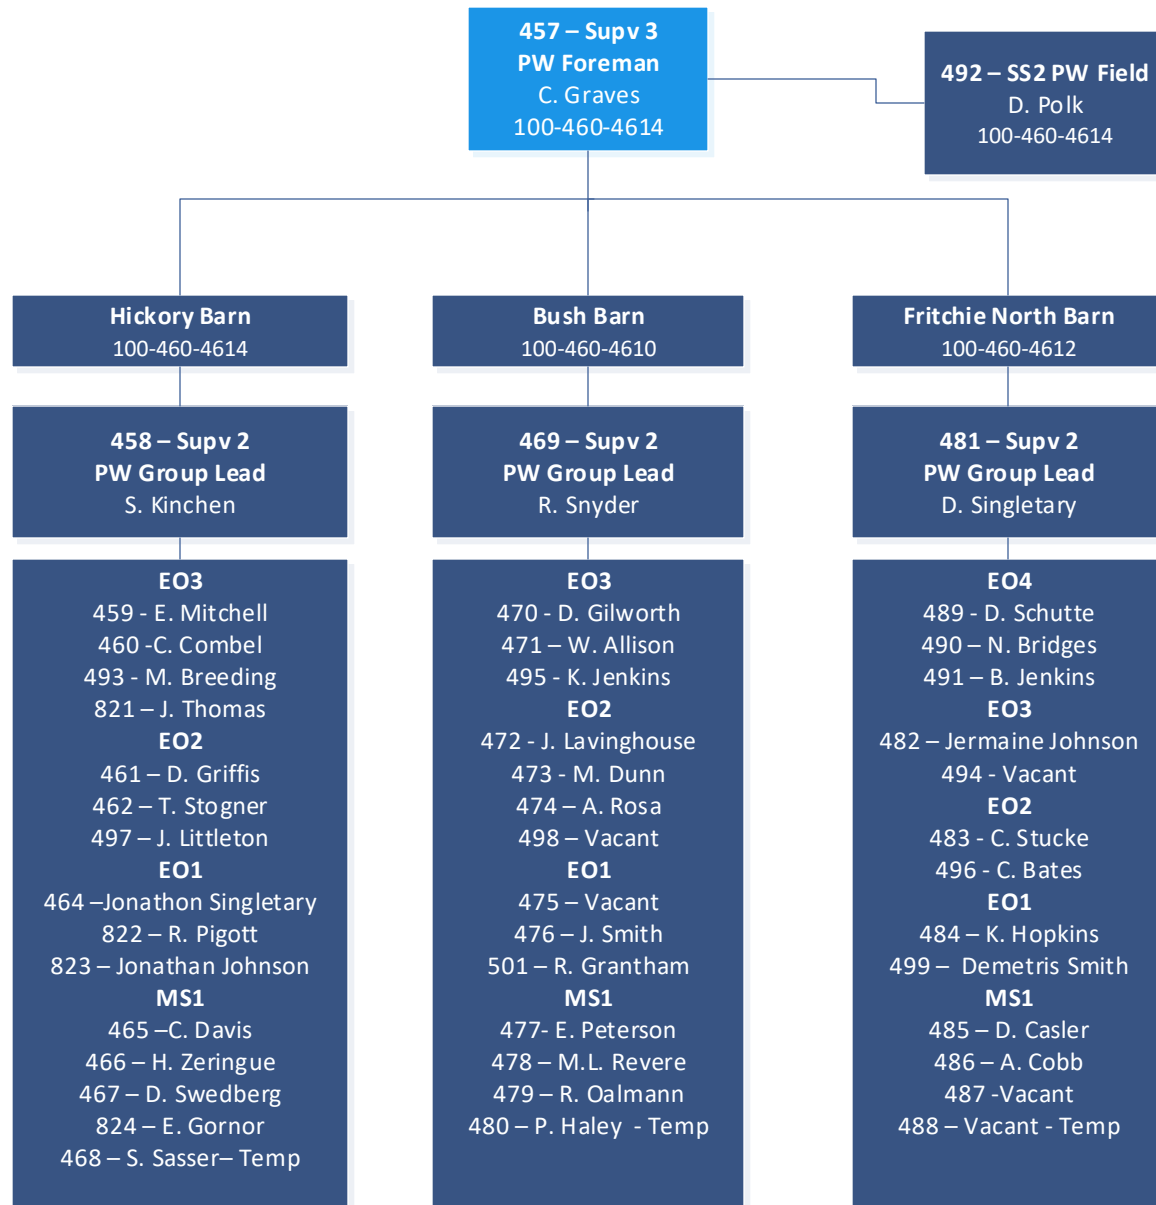 457 – Supv 3
PW Foreman
C. Graves
100-460-4614
492 – SS2 PW Field
D. Polk
100-460-4614
Hickory Barn
100-460-4614
458 – Supv 2
PW Group Lead
S. Kinchen
EO3
459 - E. Mitchell
460 -C. Combel
493 - M. Breeding
821 – J. Thomas
EO2
461 – D. Griffis
462 – T. Stogner
497 – J. Littleton
EO1
464 –Jonathon Singletary
822 – R. Pigott
823 – Jonathan Johnson
MS1
465 –C. Davis
466 – H. Zeringue
467 – D. Swedberg
824 – E. Gornor
468 – S. Sasser– Temp
Bush Barn
100-460-4610
469 – Supv 2
PW Group Lead
R. Snyder
EO3
470 - D. Gilworth
471 – W. Allison
495 - K. Jenkins
EO2
472 - J. Lavinghouse
473 - M. Dunn
474 – A. Rosa
498 – Vacant
EO1
475 – Vacant
476 – J. Smith
501 – R. Grantham
MS1
477- E. Peterson
478 – M.L. Revere
479 – R. Oalmann
480 – P. Haley - Temp
Fritchie North Barn
100-460-4612
481 – Supv 2
PW Group Lead
D. Singletary
EO4
489 - D. Schutte
490 – N. Bridges
491 – B. Jenkins
EO3
482 – Jermaine Johnson
494 - Vacant
EO2
483 - C. Stucke
496 - C. Bates
EO1
484 – K. Hopkins
499 – Demetris Smith
MS1
485 – D. Casler
486 – A. Cobb
487 -Vacant
488 – Vacant - Temp